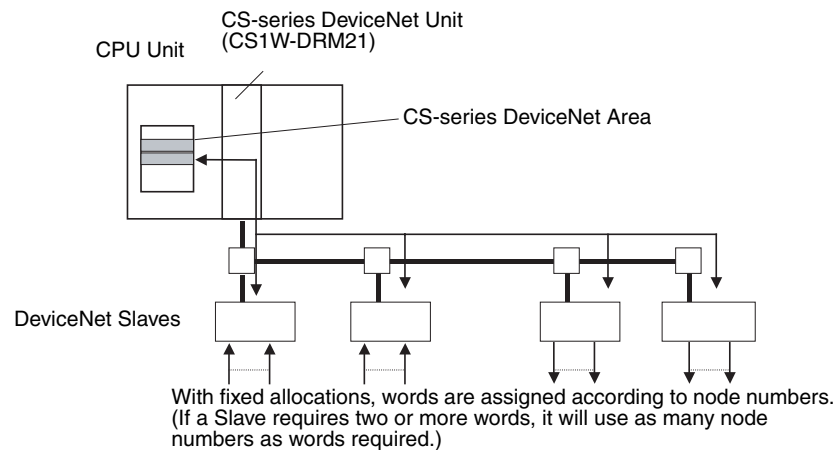 CS-series DeviceNet Unit
(CS1W-DRM21)
CPU Unit
CS-series DeviceNet Area
DeviceNet Slaves
With fixed allocations, words are assigned according to node numbers.
(If a Slave requires two or more words, it will use as many node
numbers as words required.)